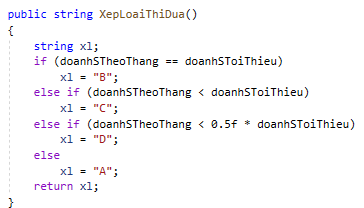 public string XepLoaiThiDua()
{
    string xl;
    if (doanhSTheoThang == doanhSToiThieu)
        xl = "B";
    else if (doanhSTheoThang < doanhSToiThieu)
        xl = "C";
    else if (doanhSTheoThang < 0.5f * doanhSToiThieu)
        xl = "D";
    else
        xl = "A";
    return xl;
}